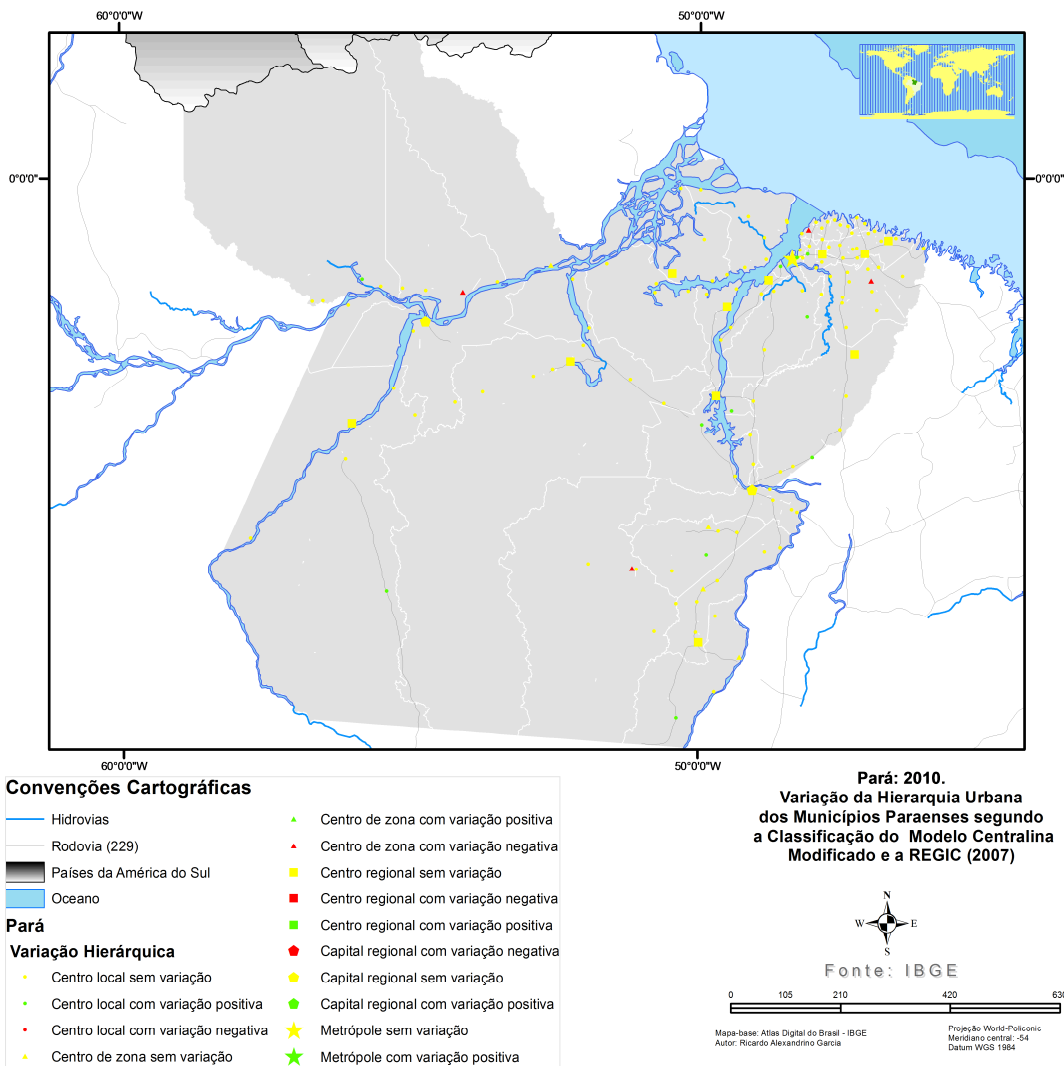 60°0'0"W
50°0'0"W
0°0'0"
0°0'0"
60°0'0"W
50°0'0"W
Convenções Cartográficas
Hidrovias
Rodovia (229)
Países da América do Sul
Oceano
Pará
Variação Hierárquica
Centro local sem variação
Centro local com variação positiva
Centro local com variação negativa
Centro de zona sem variação
Centro de zona com variação positiva
Centro de zona com variação negativa
Centro regional sem variação
Centro regional com variação negativa
Centro regional com variação positiva
Capital regional com variação negativa
Capital regional sem variação
Capital regional com variação positiva
Metrópole sem variação
Metrópole com variação positiva
Pará: 2010.
Variação da Hierarquia Urbana
dos Municípios Paraenses segundo
a Classificação do Modelo Centralina
Modificado e a REGIC (2007)
N
W E
S
Fonte: IBGE
0 105 210 420 630
Mapa-base: Atlas Digital do Brasil - IBGE
Autor: Ricardo Alexandrino Garcia
Projeção World-Policonic
Meridiano central: -54
Datum WGS 1984